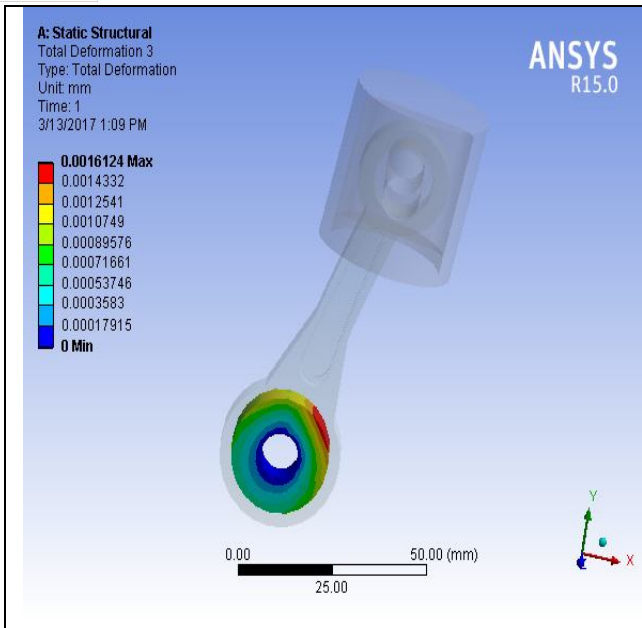 A: Static Structural
Total Deformation 3
Type: Total Deformation
Unit: mm
Time: 1
3/13/2017 1:09 PM
ANSYS
R15.0
0.0016124 Max
0.0014332
0.0012541
0.0010749
0.00089576
0.00071661
0.00053746
0.0003583
0.00017915
0 Min
0.00
50.00 (mm)
25.00
Y
X